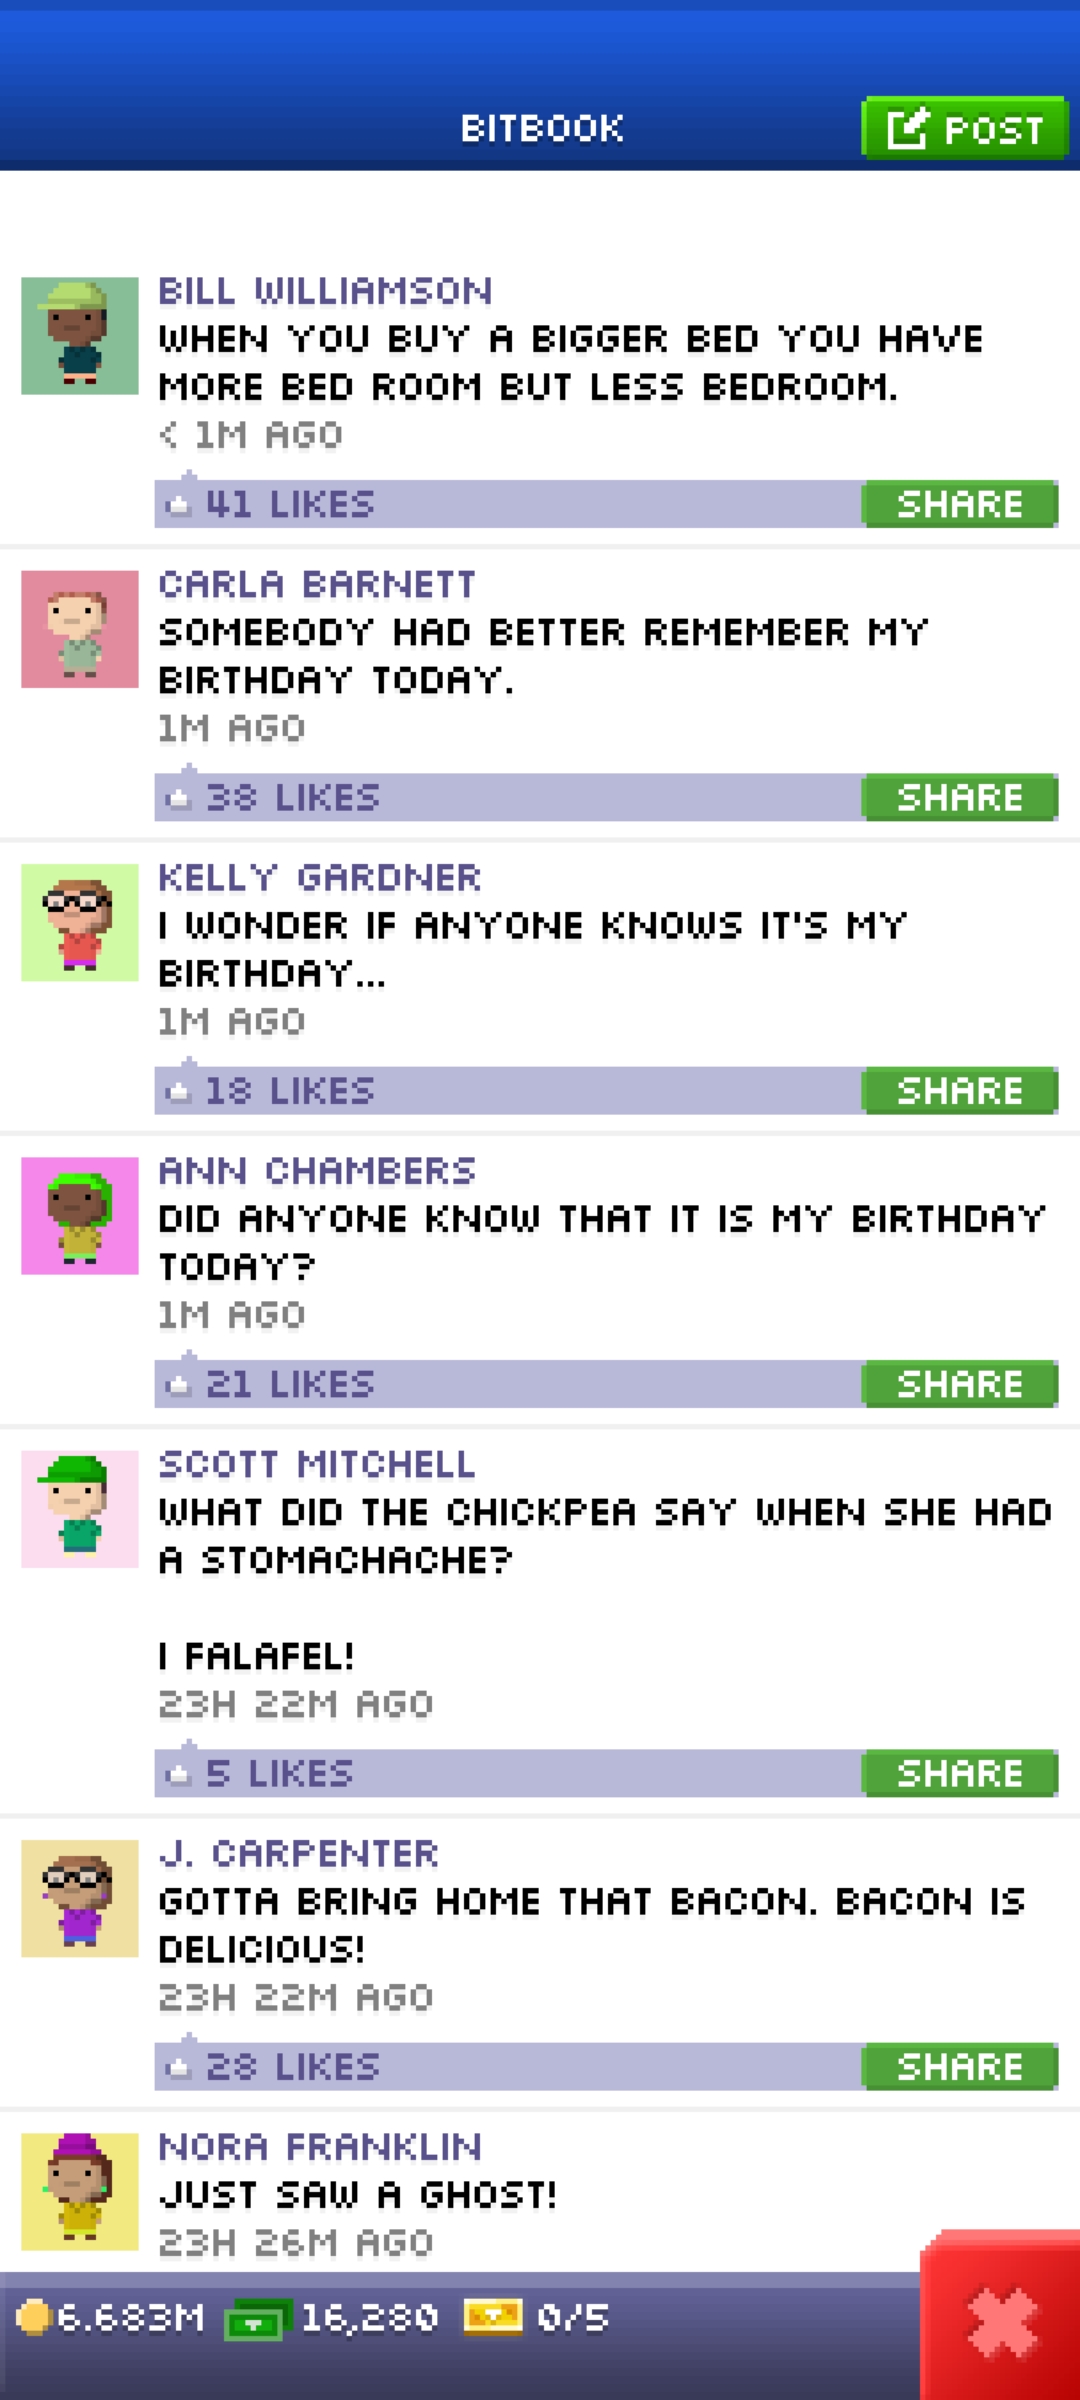 BITBOOK
POST
BILL WILLIAMSON
WHEN YOU BUY A BIGGER BED YOU HAVE
MORE BED ROOM BUT LESS BEDROOM.
< 1M AGO
41 LIKES
SHARE
CARLA BARNETT
SOMEBODY HAD BETTER REMEMBER MY
BIRTHDAY TODAY.
1M AGO
38 LIKES
SHARE
KELLY GARDNER
I WONDER IF ANYONE KNOWS IT'S MY
BIRTHDAY...
1M AGO
18 LIKES
SHARE
ANN CHAMBERS
DID ANYONE KNOW THAT IT IS MY BIRTHDAY
TODAY?
1M AGO
21 LIKES
SHARE
SCOTT MITCHELL
WHAT DID THE CHICKPEA SAY WHEN SHE HAD
A STOMACHACHE?
I FALAFEL!
23H 22M AGO
5 LIKES
SHARE
J. CARPENTER
GOTTA BRING HOME THAT BACON. BACON IS
DELICIOUS!
23H 22M AGO
28 LIKES
SHARE
NORA FRANKLIN
JUST SAW A GHOST!
23H 26M AGO
6.683M
16,280
0/5